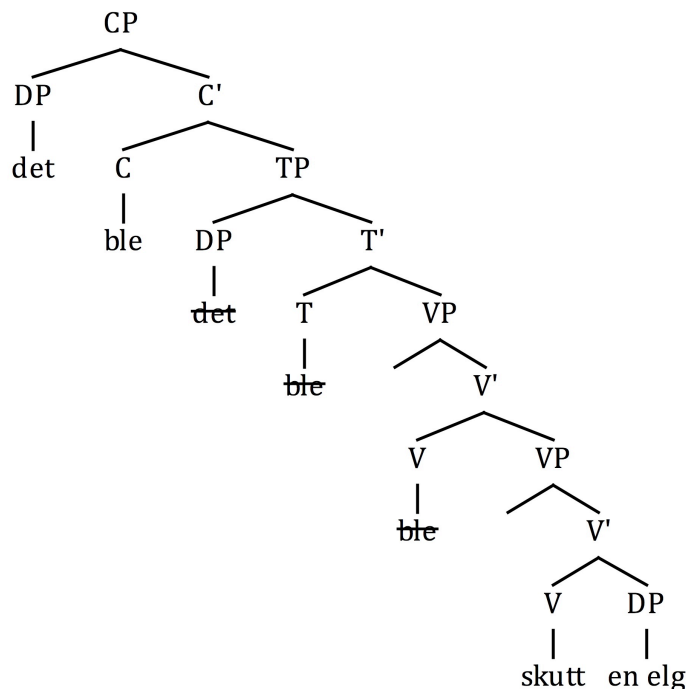 CP
DP C'
det C TP
ble DP T'
det T VP
ble V'
V VP
ble V'
V DP
skutt en elg